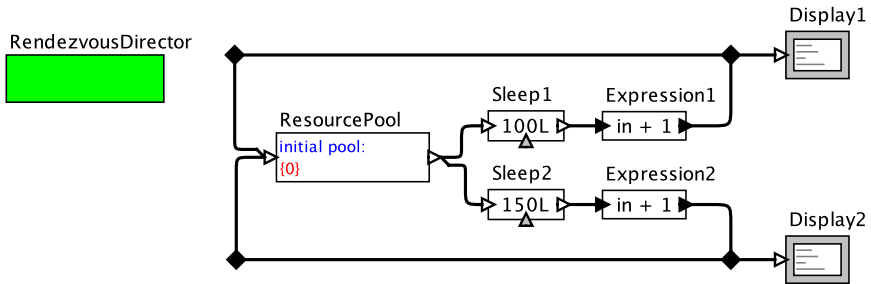 Display1
RendezvousDirector
Sleep1
Expression1
ResourcePool
100L
in + 1
initial pool:
{0}
Sleep2
Expression2
150L
in + 1
Display2